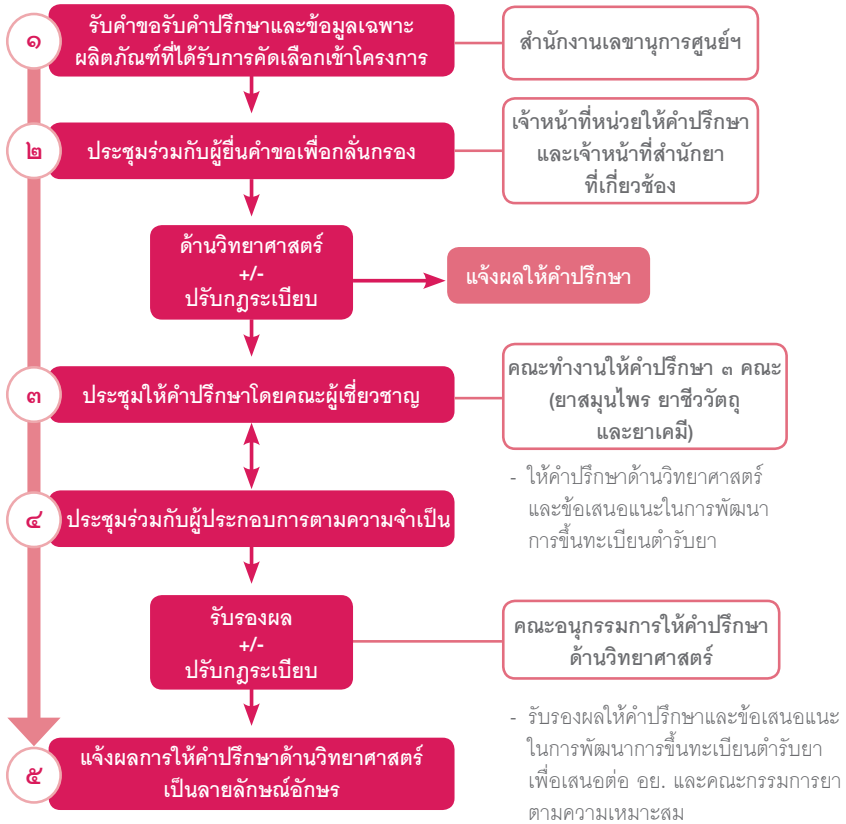 ๑
รับคำขอรับคำปรึกษาและข้อมูลเฉพาะ
ผลิตภัณฑ์ที่ได้รับการคัดเลือกเข้าโครงการ
สำนักงานเลขานุการศูนย์ฯ
๒
ประชุมร่วมกับผู้ยื่นคำขอเพื่อกลั่นกรอง
เจ้าหน้าที่หน่วยให้คำปรึกษา
และเจ้าหน้าที่สำนักยา
ที่เกี่ยวช้อง
ด้านวิทยาศาสตร์
+/-
ปรับกฎระเบียบ
แจ้งผลให้คำปรึกษา
๓
ประชุมให้คำปรึกษาโดยคณะผู้เชี่ยวชาญ
คณะทำงานให้คำปรึกษา ๓ คณะ
(ยาสมุนไพร ยาชีววัตถุ
และยาเคมี)
- ให้คำปรึกษาด้านวิทยาศาสตร์
และข้อเสนอแนะในการพัฒนา
การขึ้นทะเบียนตำรับยา
๔
ประชุมร่วมกับผู้ประกอบการตามความจำเป็น
รับรองผล
+/-
ปรับกฎระเบียบ
คณะอนุกรรมการให้คำปรึกษา
ด้านวิทยาศาสตร์
- รับรองผลให้คำปรึกษาและข้อเสนอแนะ
ในการพัฒนาการขึ้นทะเบียนตำรับยา
เพื่อเสนอต่อ อย. และคณะกรรมการยา
ตามความเหมาะสม
๕
แจ้งผลการให้คำปรึกษาด้านวิทยาศาสตร์
เป็นลายลักษณ์อักษร